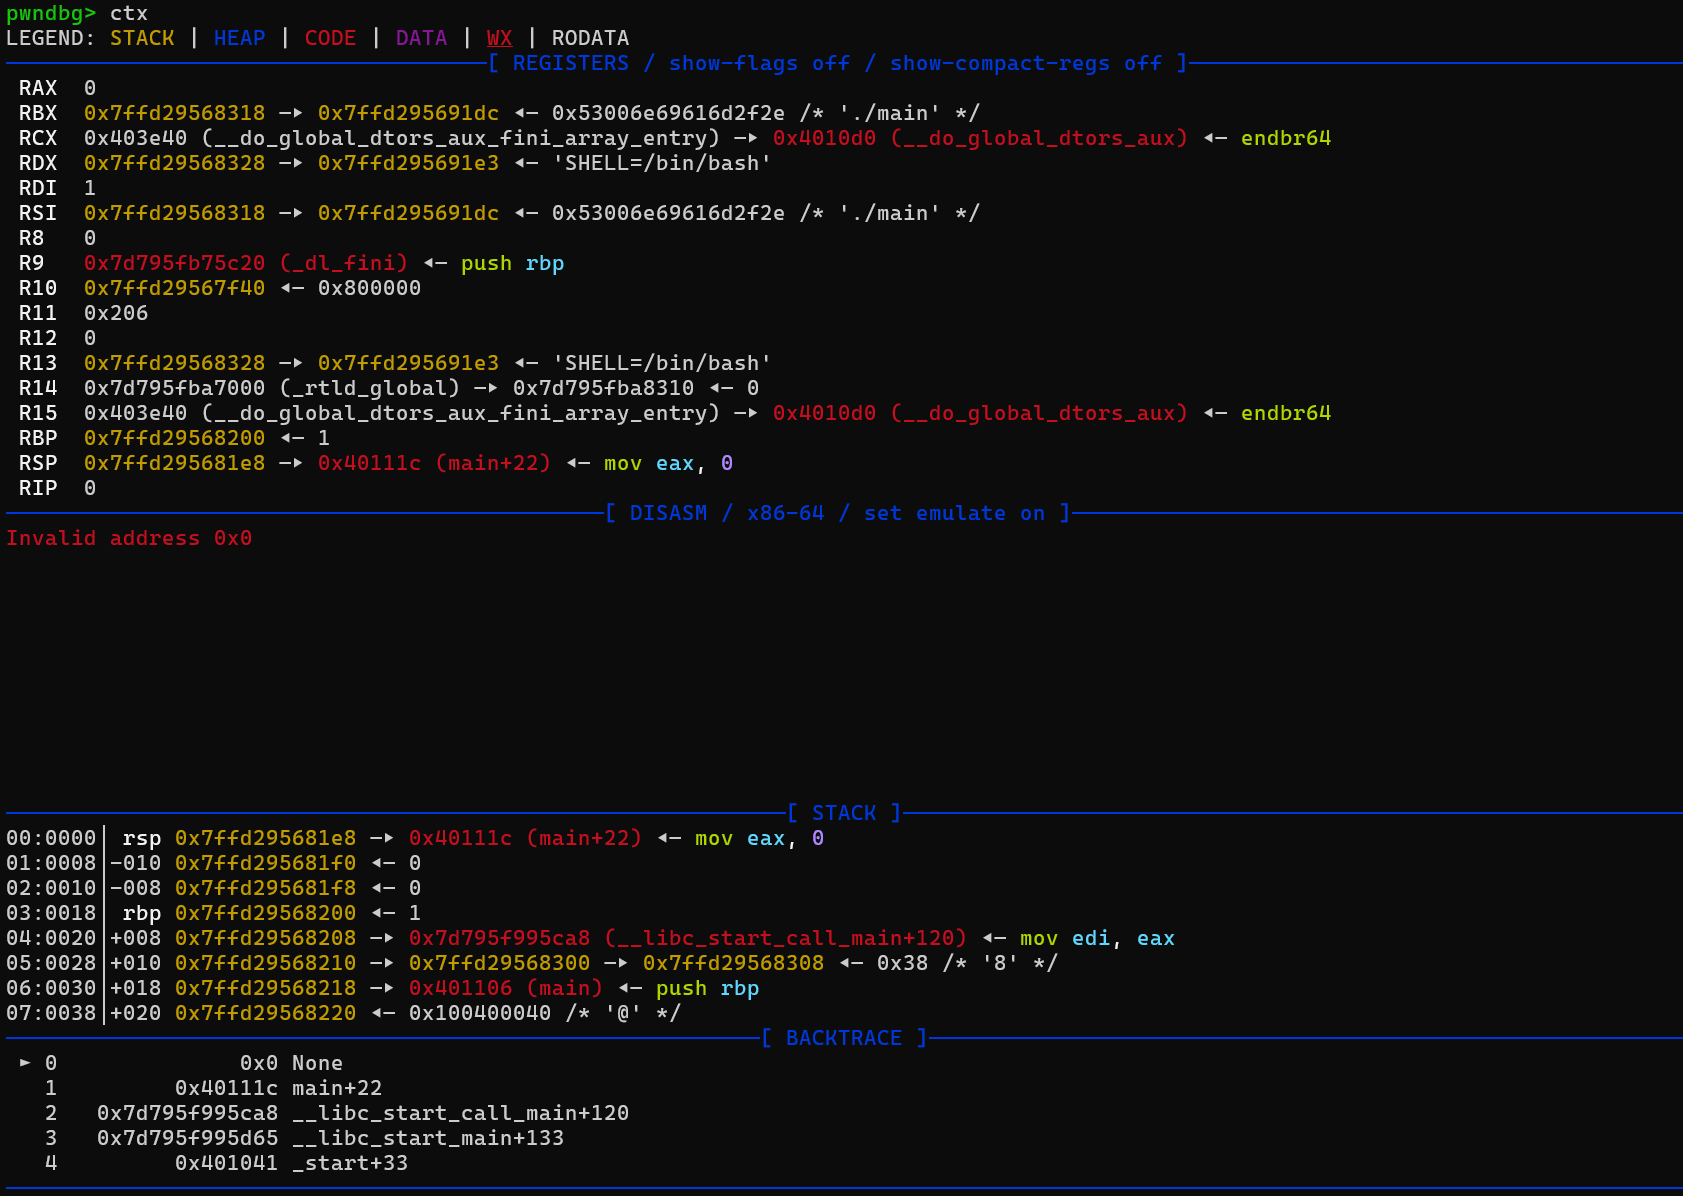 pwndbg> ctx
LEGEND: STACK | HEAP | CODE | DATA | WX | RODATA
[ REGISTERS / show-flags off / show-compact-regs off ]
RAX  0
RBX  0x7ffd29568318 —▸ 0x7ffd295691dc ◂— 0x53006e69616d2f2e /* './main' */
RCX  0x403e40 (__do_global_dtors_aux_fini_array_entry) —▸ 0x4010d0 (__do_global_dtors_aux) ◂— endbr64
RDX  0x7ffd29568328 —▸ 0x7ffd295691e3 ◂— 'SHELL=/bin/bash'
RDI  1
RSI  0x7ffd29568318 —▸ 0x7ffd295691dc ◂— 0x53006e69616d2f2e /* './main' */
R8   0
R9   0x7d795fb75c20 (_dl_fini) ◂— push rbp
R10  0x7ffd29567f40 ◂— 0x800000
R11  0x206
R12  0
R13  0x7ffd29568328 —▸ 0x7ffd295691e3 ◂— 'SHELL=/bin/bash'
R14  0x7d795fba7000 (_rtld_global) —▸ 0x7d795fba8310 ◂— 0
R15  0x403e40 (__do_global_dtors_aux_fini_array_entry) —▸ 0x4010d0 (__do_global_dtors_aux) ◂— endbr64
RBP  0x7ffd29568200 ◂— 1
RSP  0x7ffd295681e8 —▸ 0x40111c (main+22) ◂— mov eax, 0
RIP  0
[ DISASM / x86-64 / set emulate on ]
Invalid address 0x0
[ STACK ]
00:0000│ rsp 0x7ffd295681e8 —▸ 0x40111c (main+22) ◂— mov eax, 0
01:0008│-010 0x7ffd295681f0 ◂— 0
02:0010│-008 0x7ffd295681f8 ◂— 0
03:0018│ rbp 0x7ffd29568200 ◂— 1
04:0020│+008 0x7ffd29568208 —▸ 0x7d795f995ca8 (__libc_start_call_main+120) ◂— mov edi, eax
05:0028│+010 0x7ffd29568210 —▸ 0x7ffd29568300 —▸ 0x7ffd29568308 ◂— 0x38 /* '8' */
06:0030│+018 0x7ffd29568218 —▸ 0x401106 (main) ◂— push rbp
07:0038│+020 0x7ffd29568220 ◂— 0x100400040 /* '@' */
[ BACKTRACE ]
► 0              0x0 None
1         0x40111c main+22
2   0x7d795f995ca8 __libc_start_call_main+120
3   0x7d795f995d65 __libc_start_main+133
4         0x401041 _start+33